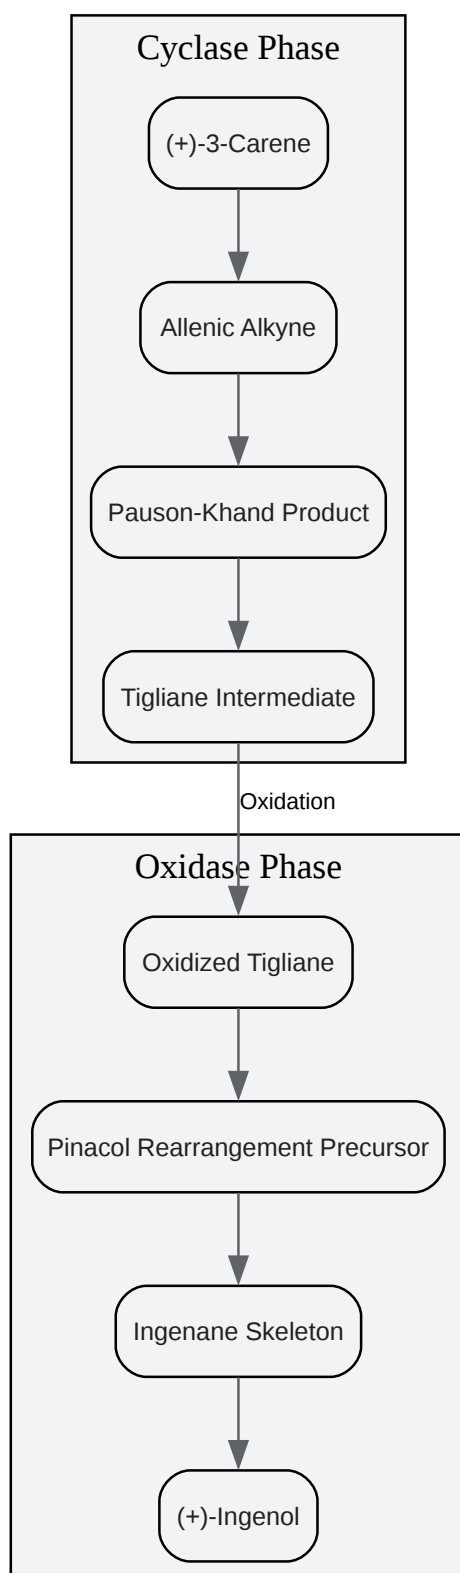 Cyclase Phase
(+)-3-Carene
Allenic Alkyne
Pauson-Khand Product
Tigliane Intermediate
Oxidation
Oxidase Phase
Oxidized Tigliane
Pinacol Rearrangement Precursor
Ingenane Skeleton
(+)-Ingenol